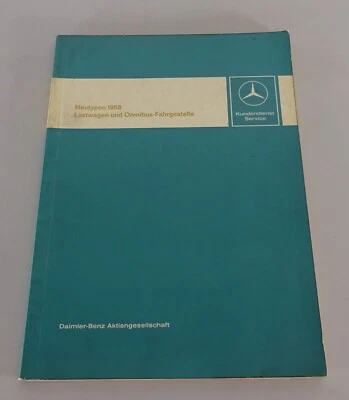 Neutypen 1968
Lastwagen und Omnibus-Fahrgestelle
Kundendienst
Service
Daimler-Benz Aktiengesellschaft